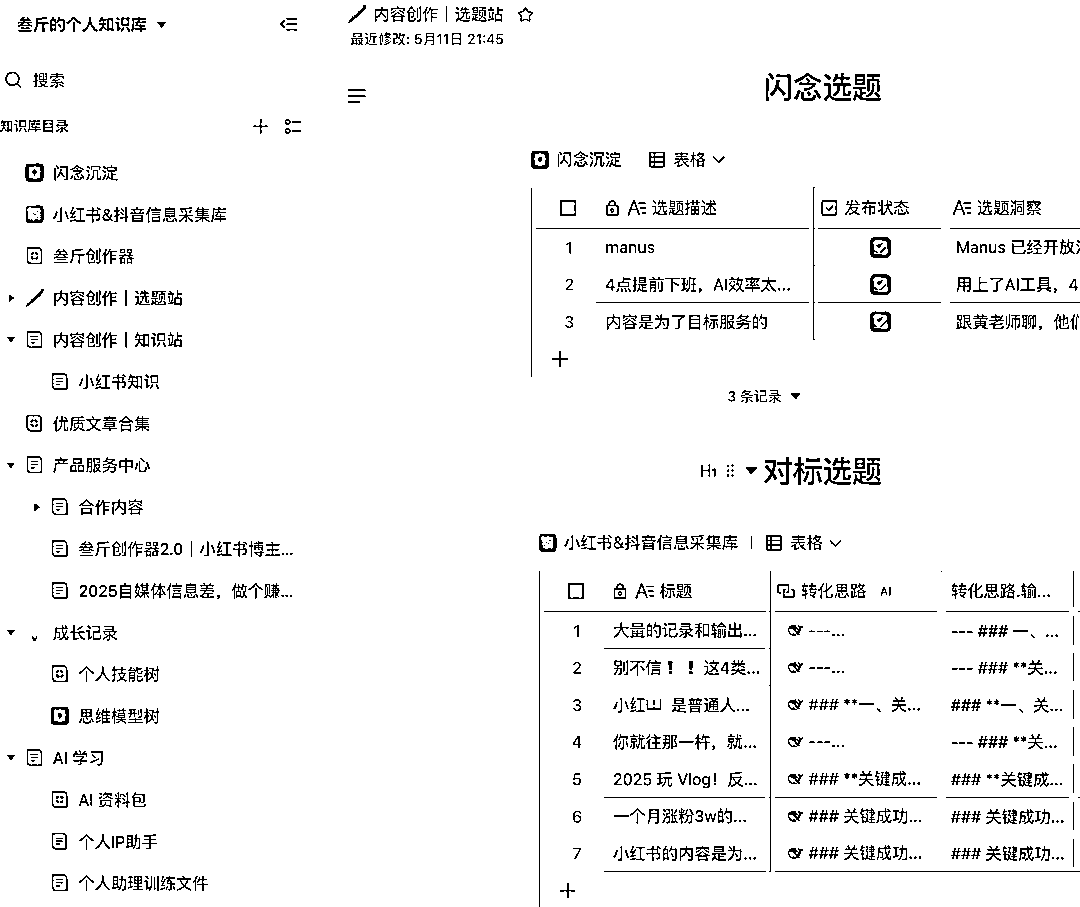 叁斤的个人知识库
搜索
知识库目录
闪念沉淀
小红书&抖音信息采集库
叁斤创作器
内容创作｜选题站
内容创作｜知识站
小红书知识
优质文章合集
产品服务中心
合作内容
叁斤创作器2.0｜小红书博主...
2025自媒体信息差，做个赚...
成长记录
个人技能树
思维模型树
AI 学习
AI 资料包
个人IP助手
个人助理训练文件
内容创作｜选题站
最近修改: 5月11日 21:45
闪念选题
闪念沉淀 表格
选题描述 发布状态 选题洞察
1 manus Manus 已经开放
2 4点提前下班，AI效率太... 用上了AI工具，4
3 内容是为了目标服务的 跟黄老师聊，他们
3 条记录
H1 对标选题
小红书&抖音信息采集库 | 表格
标题 转化思路 AI 转化思路.输...
1 大量的记录和输出... ---... --- ### 一、...
2 别不信！！这4类... ---... --- ### **关...
3 小红 是普通人... ### **一、关... ### **一、关...
4 你就往那一杵，就... ---... --- ### **关...
5 2025 玩 Vlog！反... ### **关键成... ### **关键成...
6 一个月涨粉3w的... ### 关键成功... ### 关键成功...
7 小红书的内容是为... ### 关键成功... ### 关键成功...